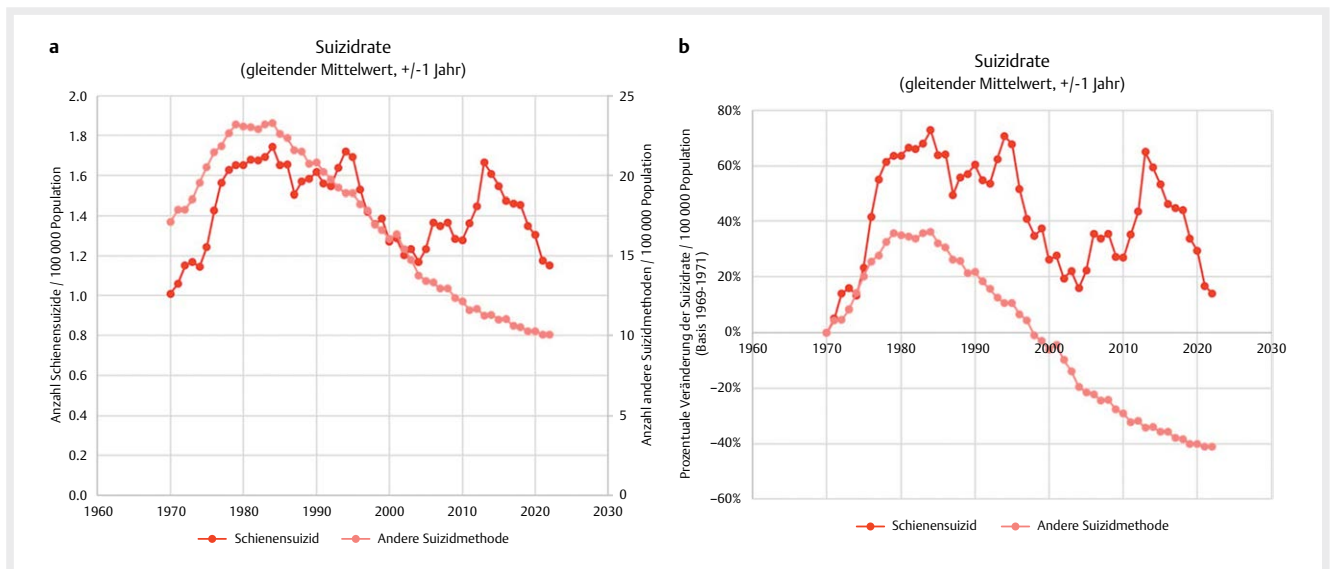 a
Suizidrate
(gleitender Mittelwert, +/-1 Jahr)
Anzahl Schienensuizide / 100 000 Population
2.0
1.8
1.6
1.4
1.2
1.0
0.8
0.6
0.4
0.2
0.0
25
20
15
10
5
0
Anzahl andere Suizidmethoden / 100 000 Population
1960
1970
1980
1990
2000
2010
2020
2030
Schienensuizid
Andere Suizidmethode
b
Suizidrate
(gleitender Mittelwert, +/-1 Jahr)
Prozentuale Veränderung der Suizidrate / 100 000 Population
(Basis 1969-1971)
80%
60%
40%
20%
0%
−20%
−40%
−60%
1960
1970
1980
1990
2000
2010
2020
2030
Schienensuizid
Andere Suizidmethode